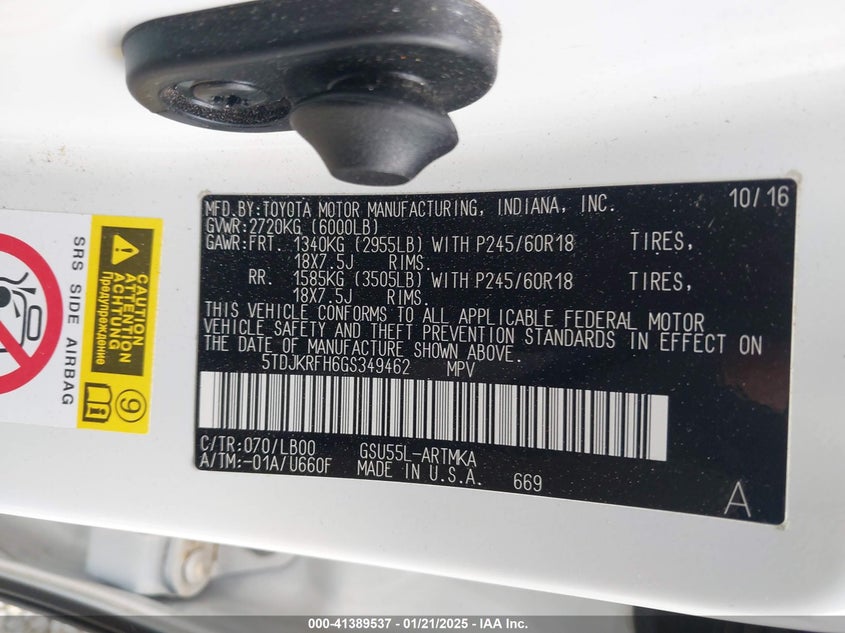 MFD.BY:TOYOTA MOTOR MANUFACTURING, INDIANA, INC. 10/16
GVWR:2720KG (6000LB)
GAWR:FRT. 1340KG (2955LB) WITH P245/60R18 TIRES,
18X7.5J RIMS.
RR. 1585KG (3505LB) WITH P245/60R18 TIRES,
18X7.5J RIMS.
THIS VEHICLE CONFORMS TO ALL APPLICABLE FEDERAL MOTOR
VEHICLE SAFETY AND THEFT PREVENTION STANDARDS IN EFFECT ON
THE DATE OF MANUFACTURE SHOWN ABOVE.
5TDJKRFH6GS349462 MPV
C/TR:070/LB00 GSU55L-ARTMKA
A/TM:-01A/U660F MADE IN U.S.A. 669
A
SRS SIDE AIRBAG
CAUTION
ATTENTION
ACHTUNG
Предупреждение
9
000-41389537 — 01/21/2025 — IAA Inc.